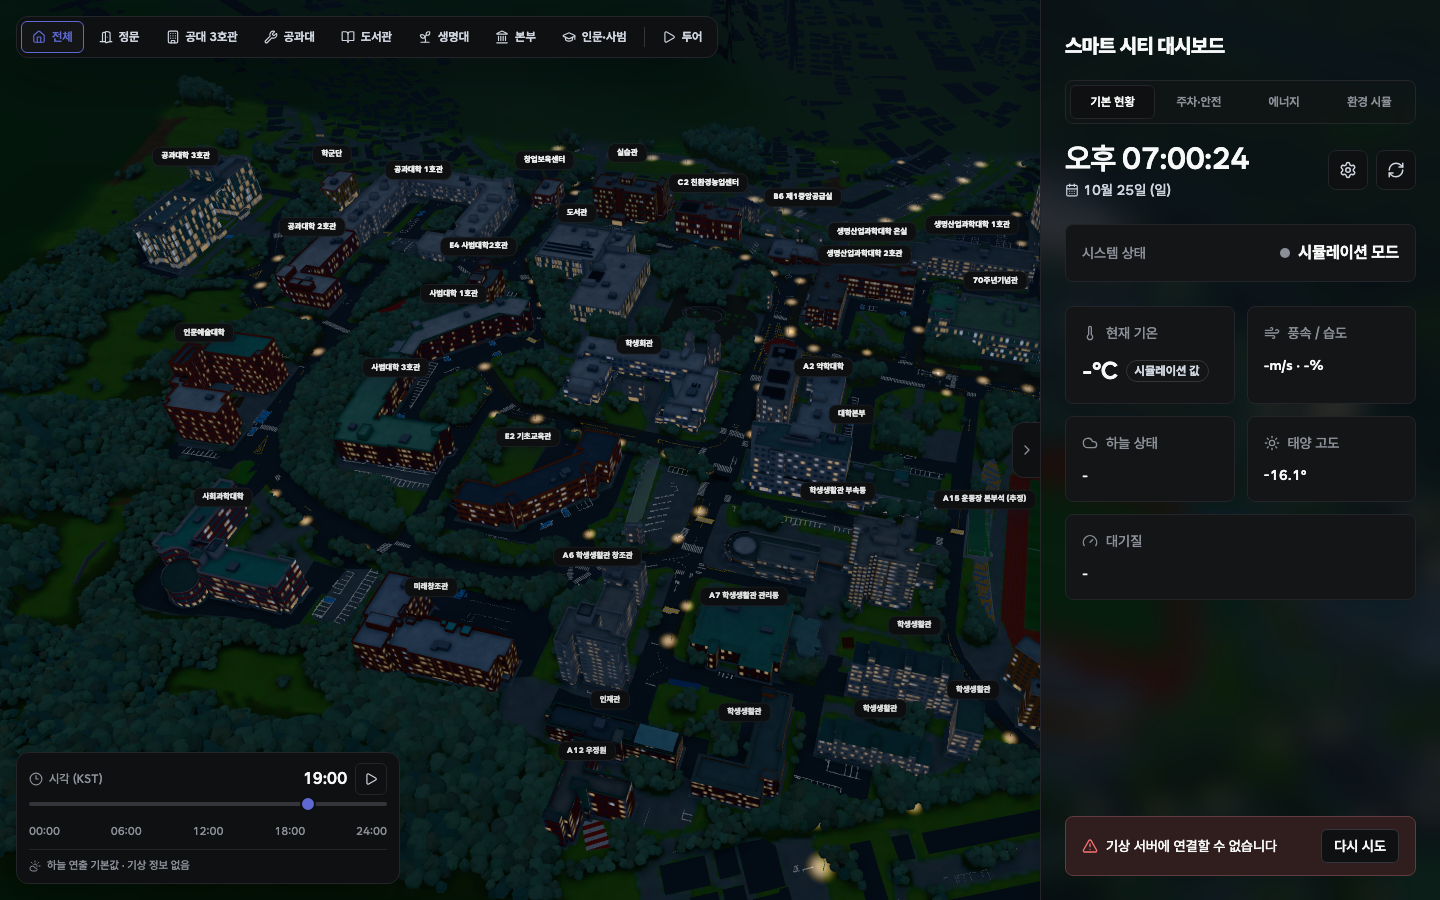 전체
정문
공대 3호관
공과대
도서관
생명대
본부
인문·사범
투어
공과대학 3호관
학군단
공과대학 1호관
창업보육센터
실습관
C2 친환경농업센터
B6 제1중앙공급실
공과대학 2호관
도서관
E4 사범대학2호관
생명산업과학대학 온실
생명산업과학대학 1호관
생명산업과학대학 2호관
70주년기념관
사범대학 1호관
인문예술대학
학생회관
사범대학 3호관
A2 약학대학
대학본부
E2 기초교육관
사회과학대학
학생생활관 부속동
A15 운동장 본부석 (추정)
A6 학생생활관 창조관
미래창조관
A7 학생생활관 관리동
학생생활관
인재관
학생생활관
학생생활관
학생생활관
A12 우정원
시각 (KST)
19:00
00:00
06:00
12:00
18:00
24:00
하늘 연출 기본값 · 기상 정보 없음
스마트 시티 대시보드
기본 현황
주차·안전
에너지
환경 시뮬
오후 07:00:24
10월 25일 (일)
시스템 상태
시뮬레이션 모드
현재 기온
-°C
시뮬레이션 값
풍속 / 습도
-m/s · -%
하늘 상태
-
태양 고도
-16.1°
대기질
-
기상 서버에 연결할 수 없습니다
다시 시도